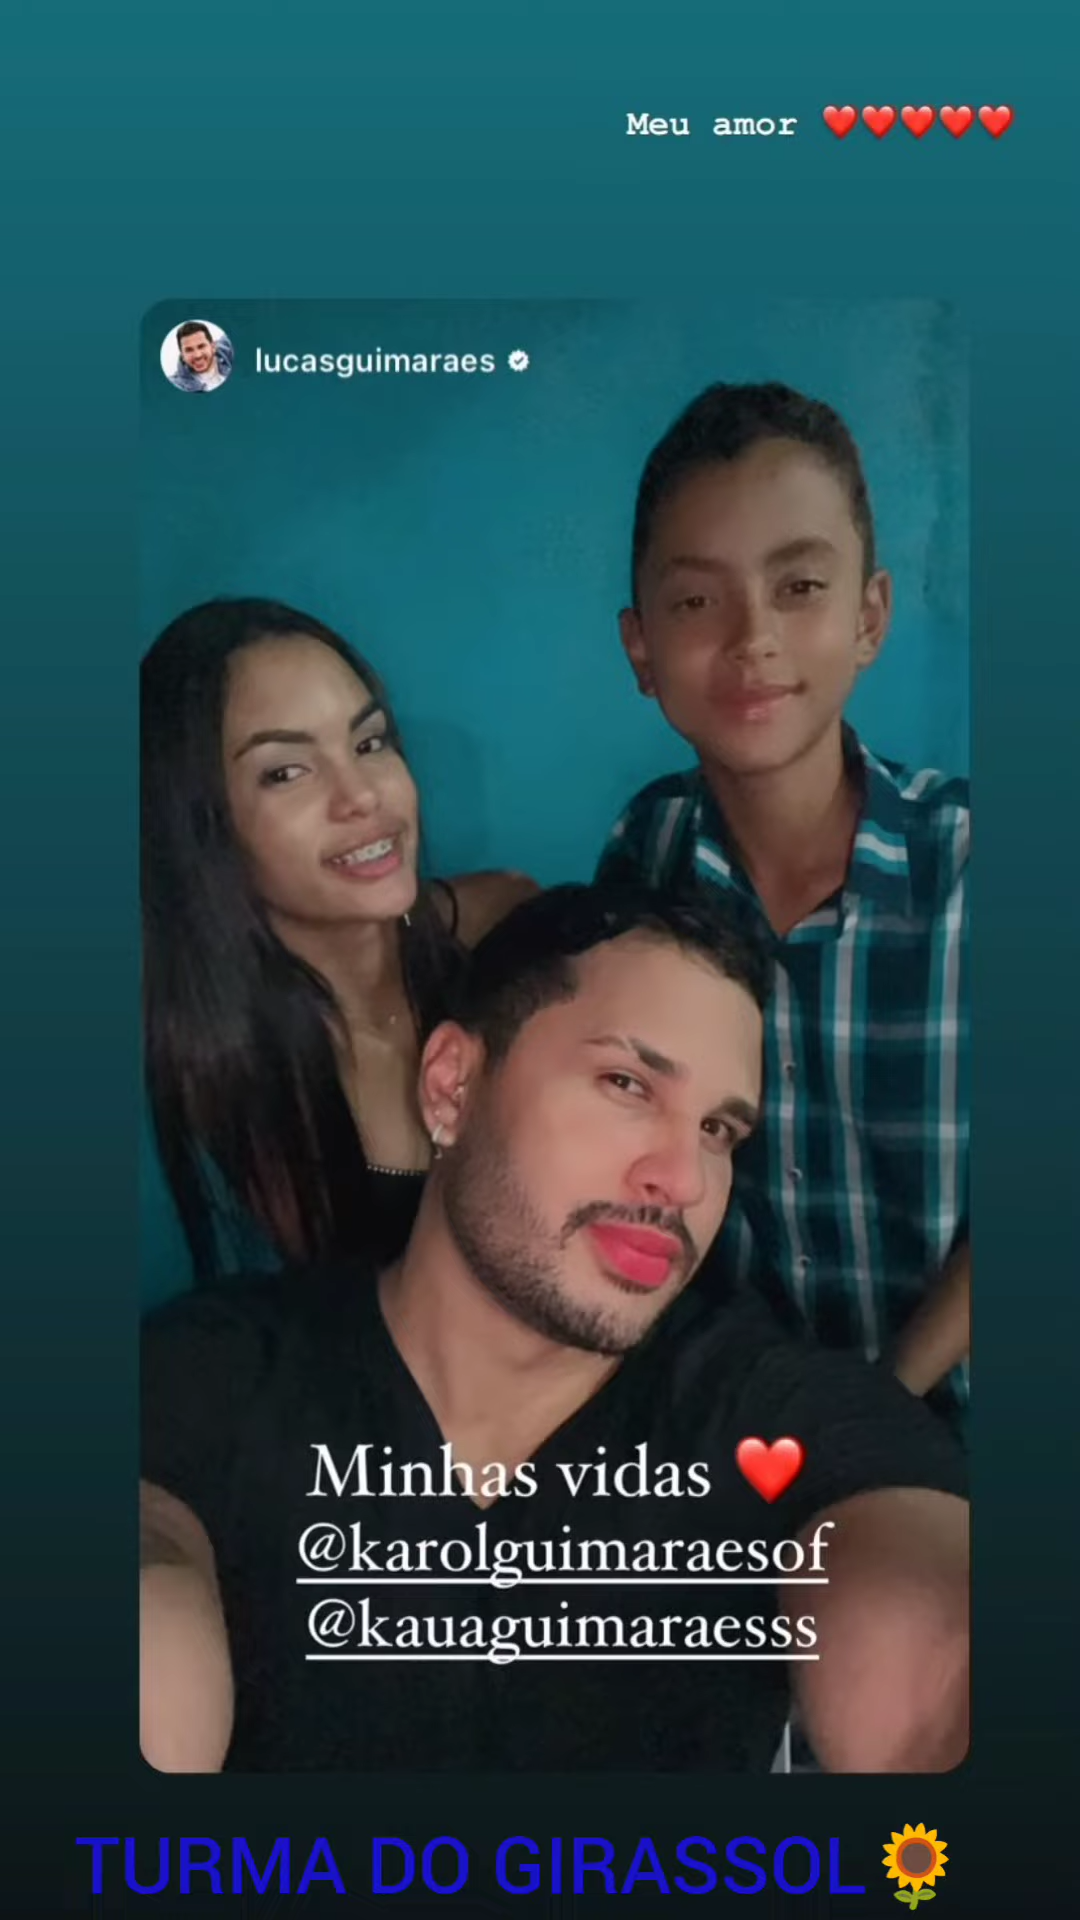 Meu amor ❤️❤️❤️❤️❤️
lucasguimaraes
Minhas vidas ❤️
@karolguimaraesof
@kauaguimaraesss
TURMA DO GIRASSOL🌻